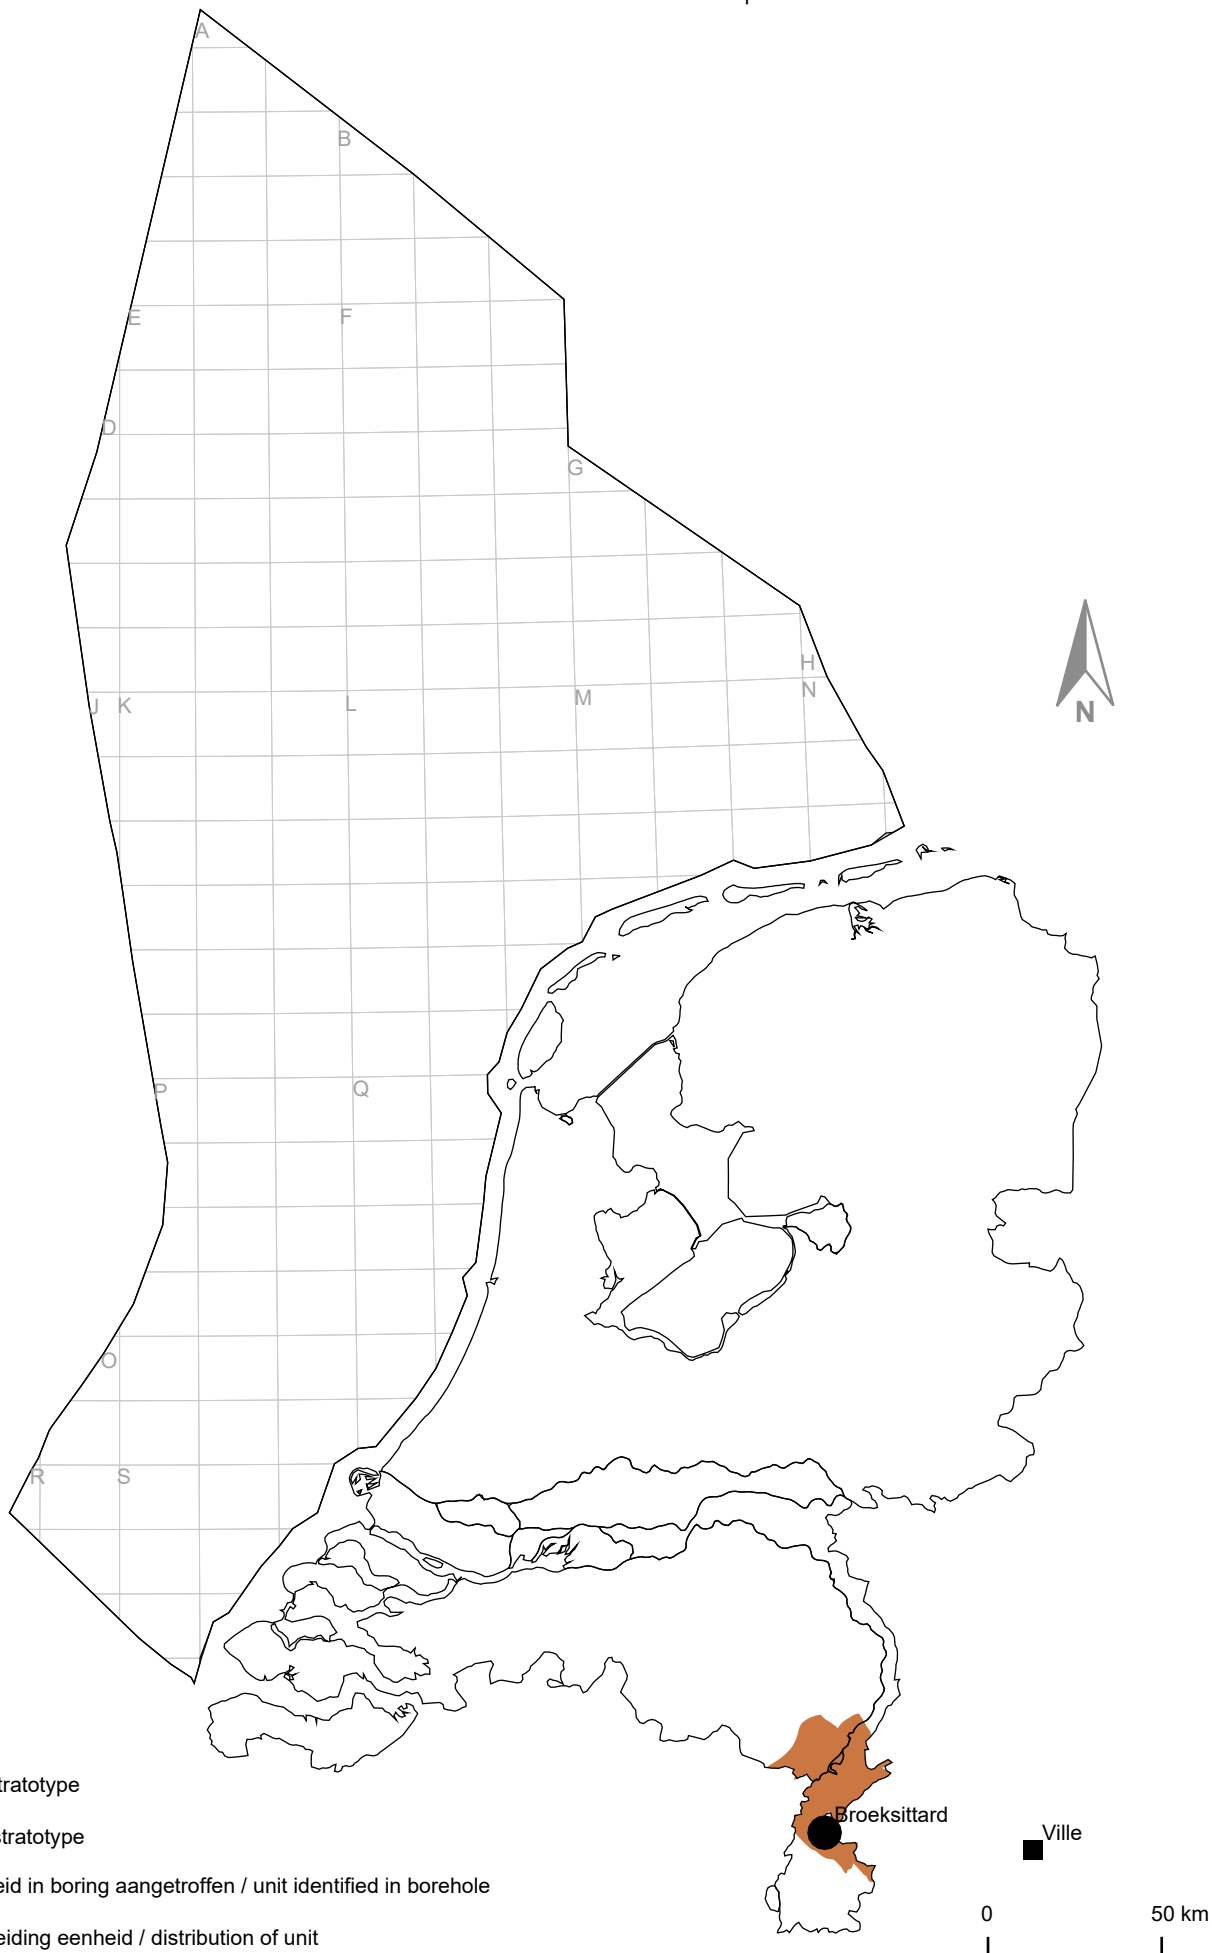 A
B
E
F
D
G
H
N
J K
L
M
N
P
Q
O
R
S
Broeksittard
Ville
tratotype
stratotype
eid in boring aangetroffen / unit identified in borehole
eiding eenheid / distribution of unit
0
50 km